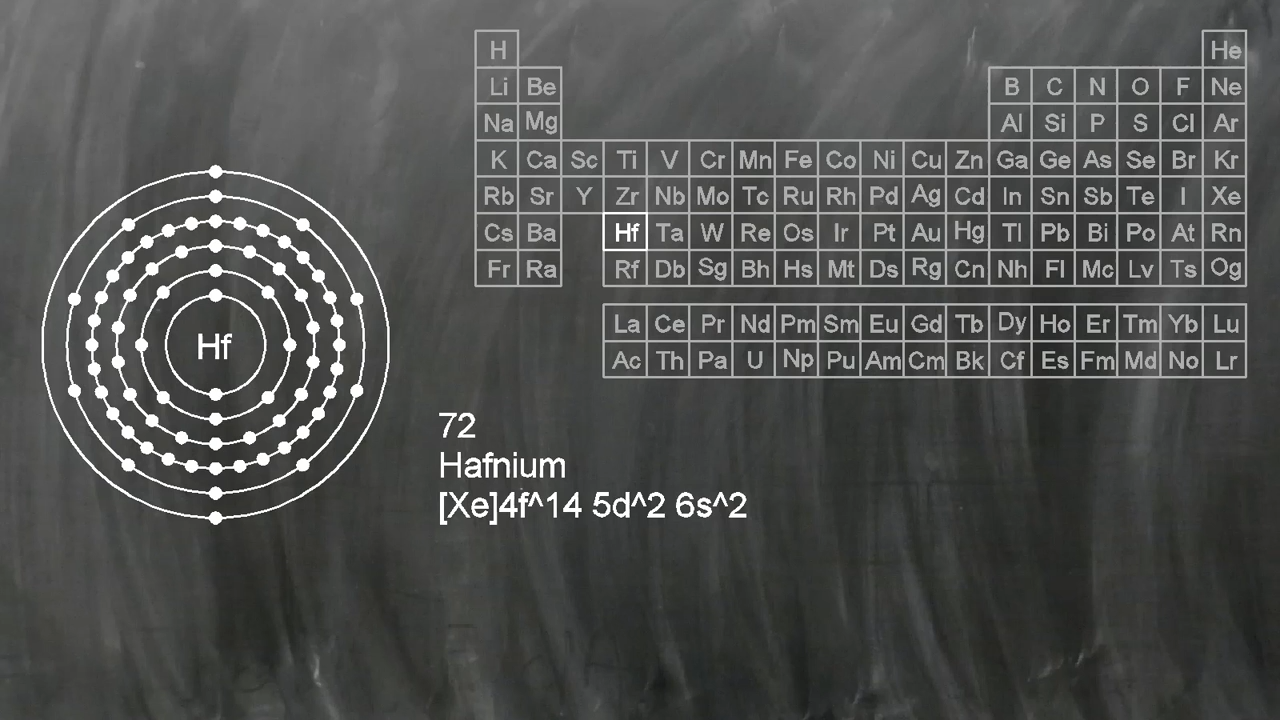 H He
Li Be B C N O F Ne
Na Mg Al Si P S Cl Ar
K Ca Sc Ti V Cr Mn Fe Co Ni Cu Zn Ga Ge As Se Br Kr
Rb Sr Y Zr Nb Mo Tc Ru Rh Pd Ag Cd In Sn Sb Te I Xe
Cs Ba Hf Ta W Re Os Ir Pt Au Hg Tl Pb Bi Po At Rn
Fr Ra Rf Db Sg Bh Hs Mt Ds Rg Cn Nh Fl Mc Lv Ts Og
La Ce Pr Nd Pm Sm Eu Gd Tb Dy Ho Er Tm Yb Lu
Ac Th Pa U Np Pu Am Cm Bk Cf Es Fm Md No Lr
Hf
72
Hafnium
[Xe]4f^14 5d^2 6s^2